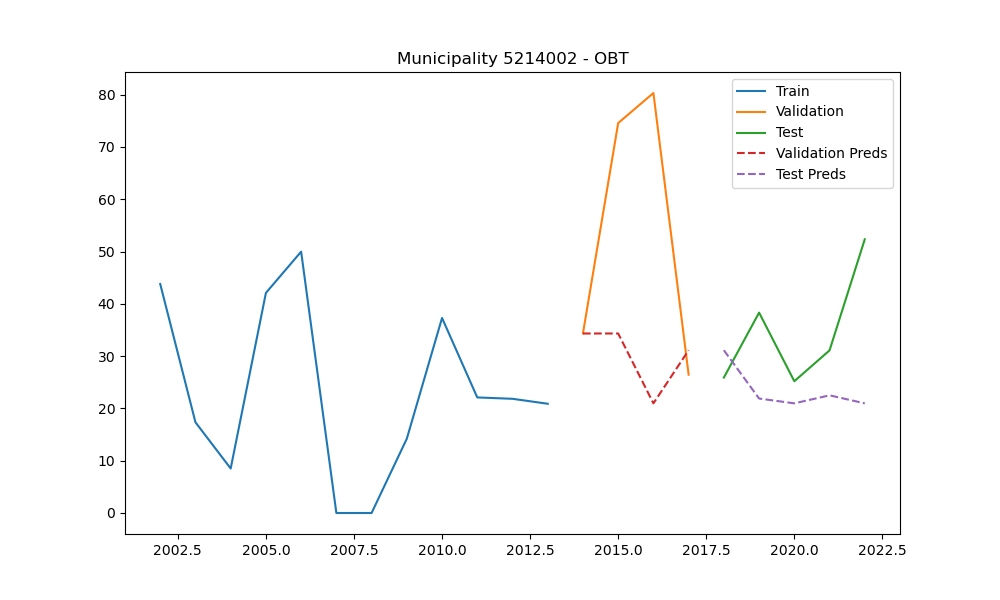 Municipality 5214002 - OBT
Train
Validation
Test
Validation Preds
Test Preds
80
70
60
50
40
30
20
10
0
2002.5 2005.0 2007.5 2010.0 2012.5 2015.0 2017.5 2020.0 2022.5